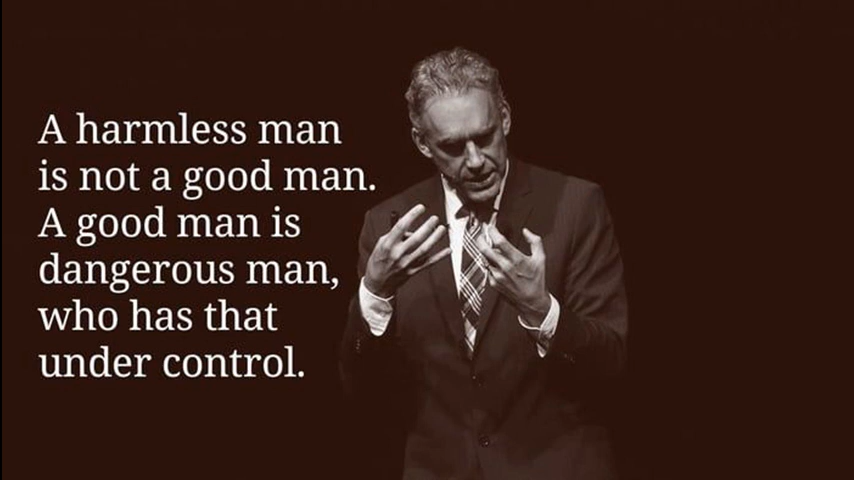 A harmless man
is not a good man.
A good man is
dangerous man,
who has that
under control.